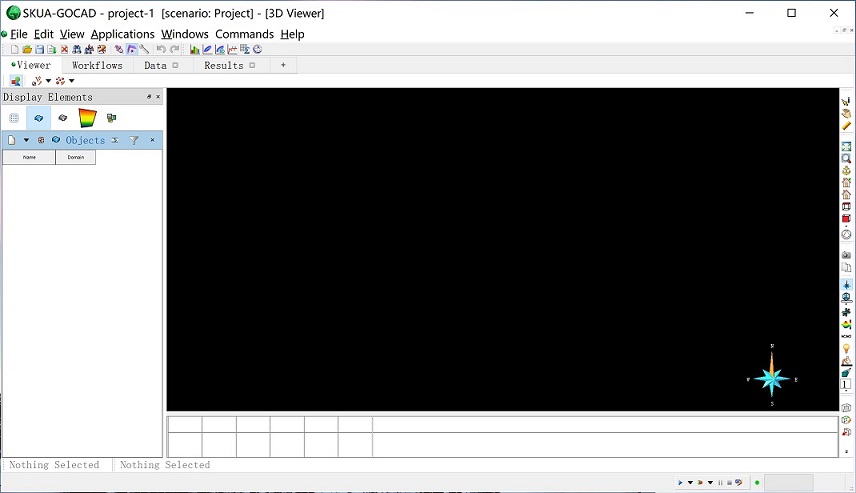 SKUA-GOCAD - project-1 [scenario: Project] - [3D Viewer]
File Edit View Applications Windows Commands Help
Viewer Workflows Data Results +
Display Elements
Objects
Name Domain
N
W E
S
1
Nothing Selected Nothing Selected